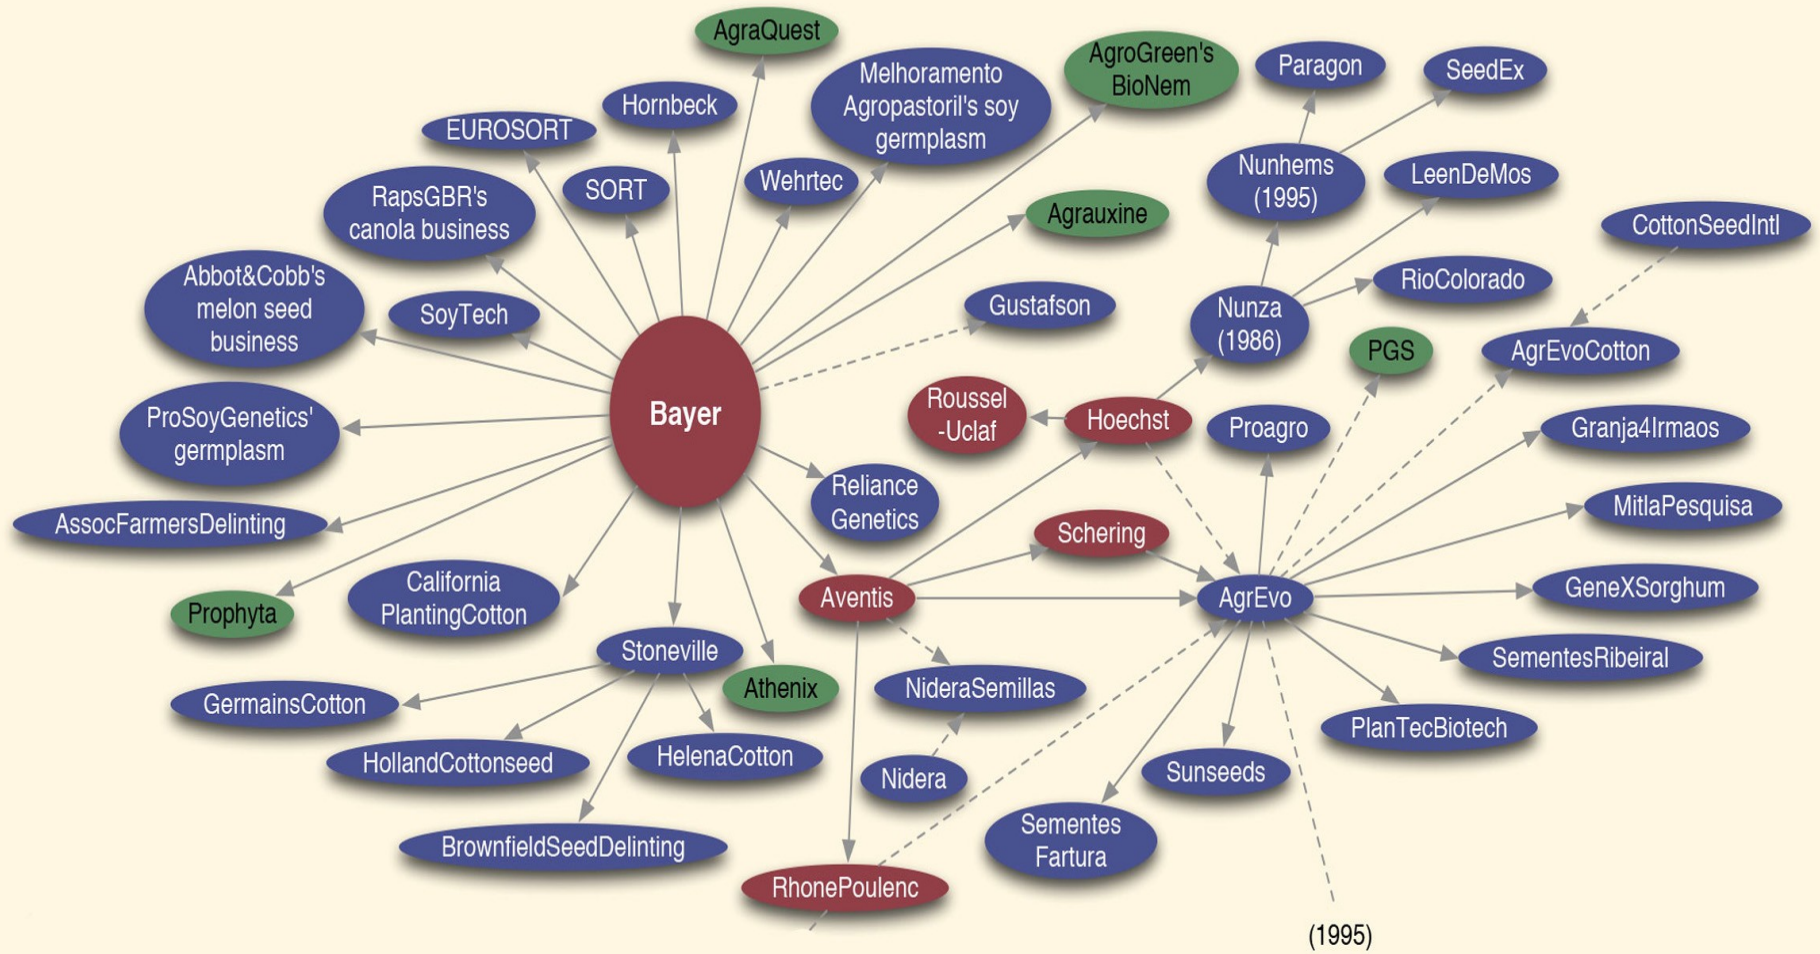 AgraQuest
AgroGreen's
BioNem
Paragon
SeedEx
Melhoramento
Agropastoril's soy
germplasm
Hornbeck
EUROSORT
Nunhems
(1995)
LeenDeMos
SORT
Wehrtec
RapsGBR's
canola business
Agrauxine
CottonSeedIntl
Abbot&Cobb's
melon seed
business
SoyTech
Gustafson
Nunza
(1986)
RioColorado
PGS
AgrEvoCotton
Bayer
Roussel
-Uclaf
Hoechst
Proagro
Granja4Irmaos
ProSoyGenetics'
germplasm
Reliance
Genetics
MitlaPesquisa
AssocFarmersDelinting
Schering
California
PlantingCotton
Aventis
AgrEvo
GeneXSorghum
Prophyta
Stoneville
SementesRibeiral
Athenix
NideraSemillas
GermainsCotton
PlanTecBiotech
HollandCottonseed
HelenaCotton
Nidera
Sunseeds
Sementes
Fartura
BrownfieldSeedDelinting
RhonePoulenc
(1995)